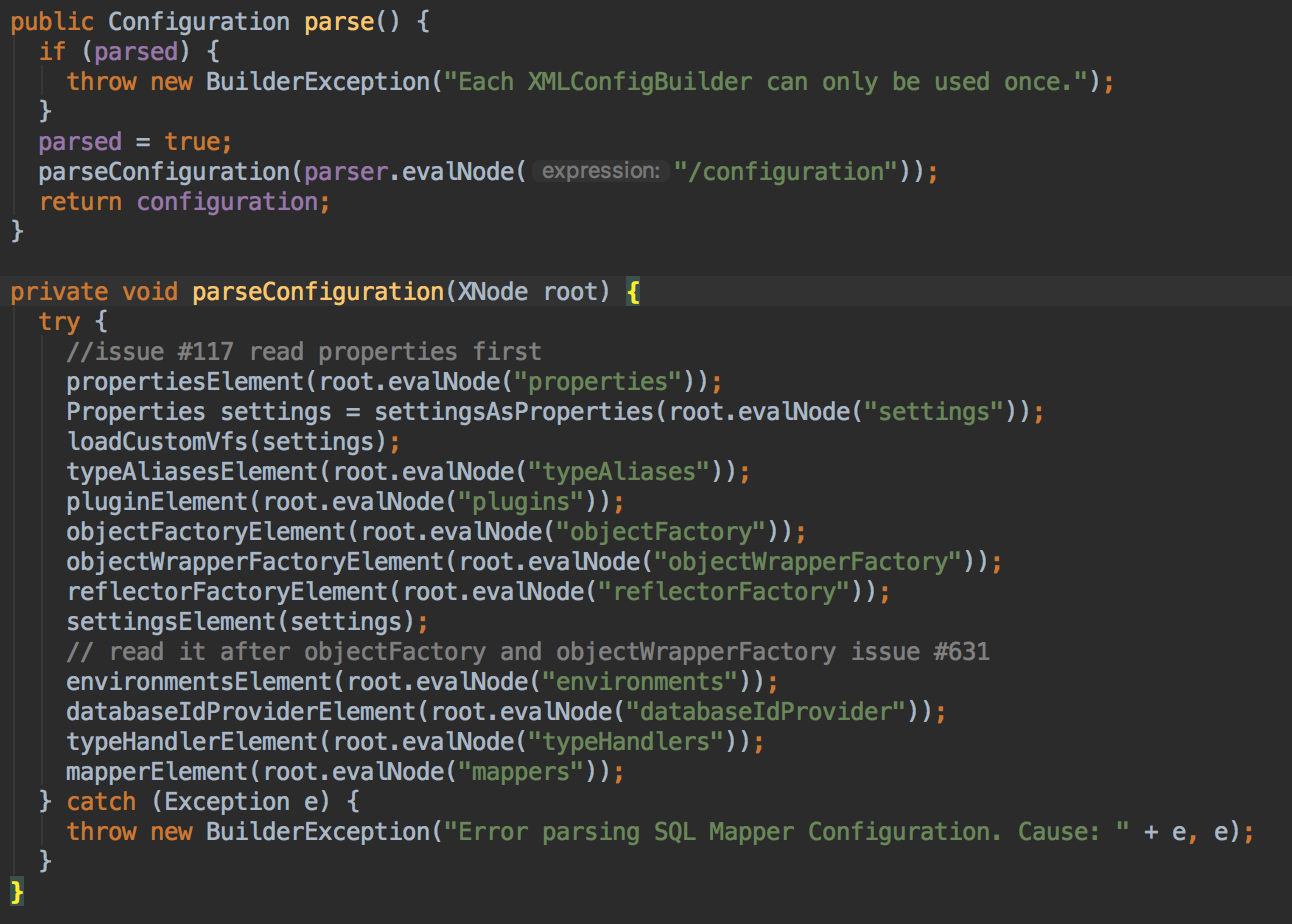 public Configuration parse() {
  if (parsed) {
    throw new BuilderException("Each XMLConfigBuilder can only be used once.");
  }
  parsed = true;
  parseConfiguration(parser.evalNode( expression: "/configuration"));
  return configuration;
}

private void parseConfiguration(XNode root) {
  try {
    //issue #117 read properties first
    propertiesElement(root.evalNode("properties"));
    Properties settings = settingsAsProperties(root.evalNode("settings"));
    loadCustomVfs(settings);
    typeAliasesElement(root.evalNode("typeAliases"));
    pluginElement(root.evalNode("plugins"));
    objectFactoryElement(root.evalNode("objectFactory"));
    objectWrapperFactoryElement(root.evalNode("objectWrapperFactory"));
    reflectorFactoryElement(root.evalNode("reflectorFactory"));
    settingsElement(settings);
    // read it after objectFactory and objectWrapperFactory issue #631
    environmentsElement(root.evalNode("environments"));
    databaseIdProviderElement(root.evalNode("databaseIdProvider"));
    typeHandlerElement(root.evalNode("typeHandlers"));
    mapperElement(root.evalNode("mappers"));
  } catch (Exception e) {
    throw new BuilderException("Error parsing SQL Mapper Configuration. Cause: " + e, e);
  }
}